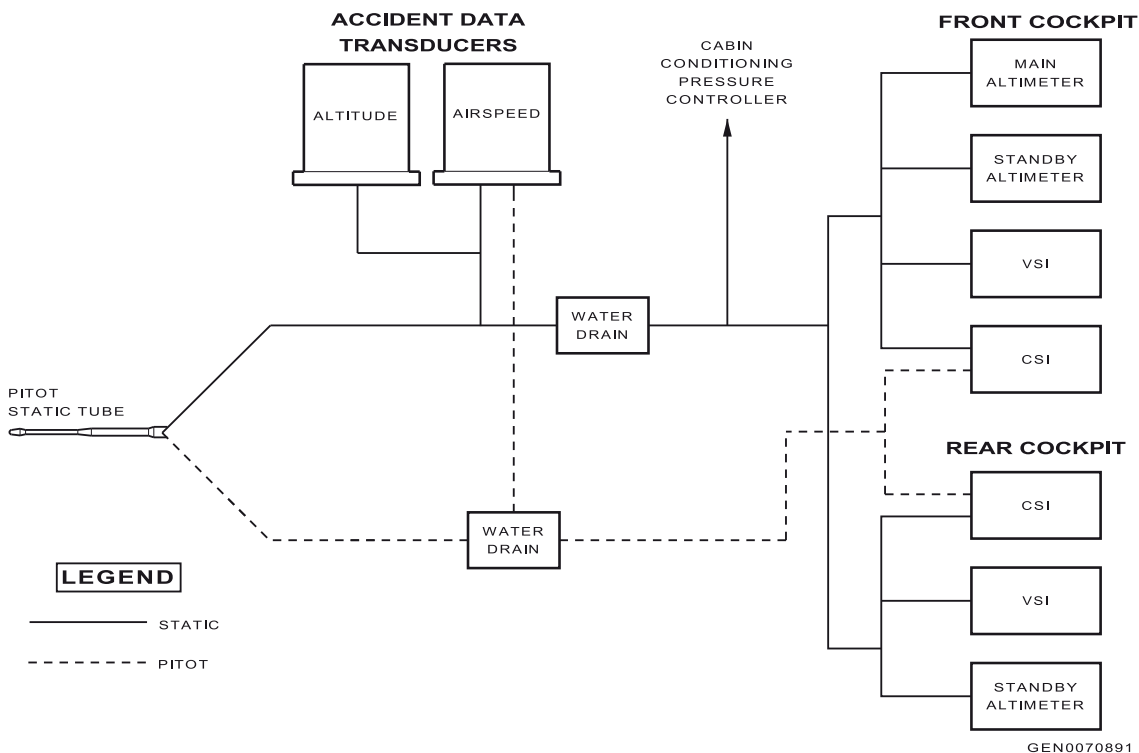 ACCIDENT DATA
TRANSDUCERS
ALTITUDE
AIRSPEED
CABIN
CONDITIONING
PRESSURE
CONTROLLER
FRONT COCKPIT
MAIN
ALTIMETER
STANDBY
ALTIMETER
VSI
CSI
WATER
DRAIN
PITOT
STATIC TUBE
REAR COCKPIT
CSI
VSI
STANDBY
ALTIMETER
WATER
DRAIN
LEGEND
STATIC
PITOT
GEN0070891